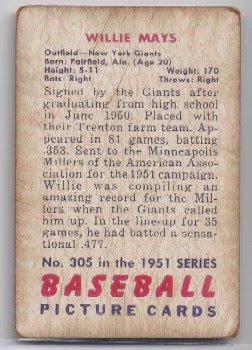 WILLIE MAYS
Outfield—New York Giants
Born: Fairfield, Ala. (Age 20)
Height: 5-11 Weight: 170
Bats: Right Throws: Right
Signed by the Giants after
graduating from high school
in June 1950. Placed with
their Trenton farm team. Ap-
peared in 81 games, batting
.353. Sent to the Minneapolis
Millers of the American Asso-
ciation for the 1951 campaign.
Willie was compiling an
amazing record for the Mil-
lers when the Giants called
him up. In the line-up for 35
games, he had batted a sensa-
tional .477.
No. 305 in the 1951 SERIES
BASEBALL
PICTURE CARDS